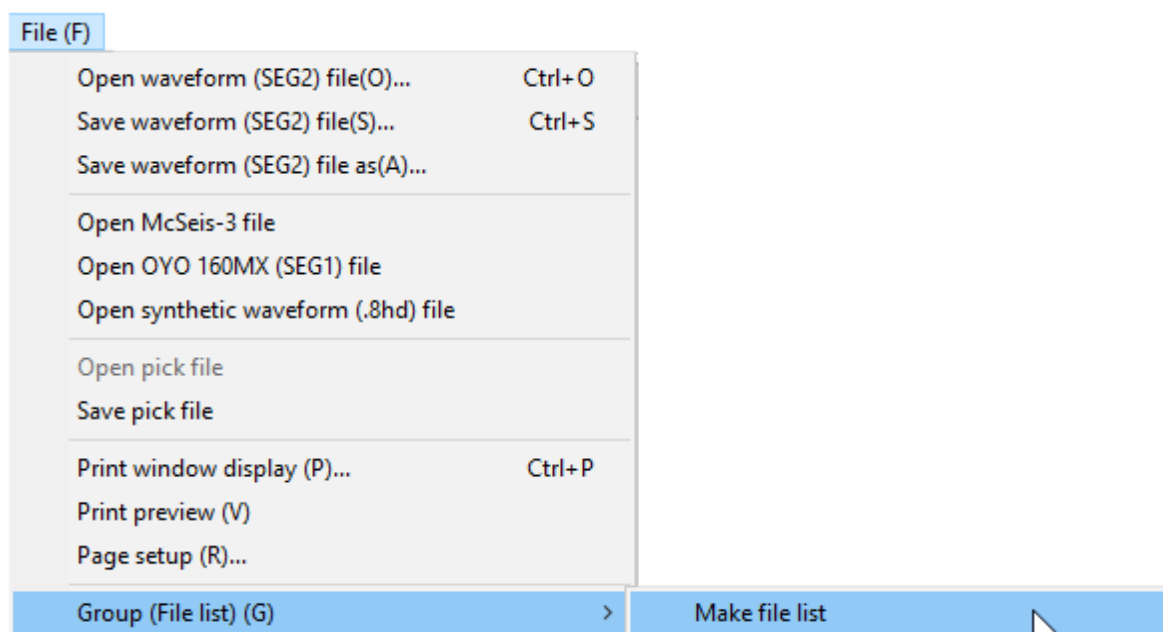 File (F)
Open waveform (SEG2) file(O)... Ctrl+O
Save waveform (SEG2) file(S)... Ctrl+S
Save waveform (SEG2) file as(A)...
Open McSeis-3 file
Open OYO 160MX (SEG1) file
Open synthetic waveform (.8hd) file
Open pick file
Save pick file
Print window display (P)... Ctrl+P
Print preview (V)
Page setup (R)...
Group (File list) (G) > Make file list